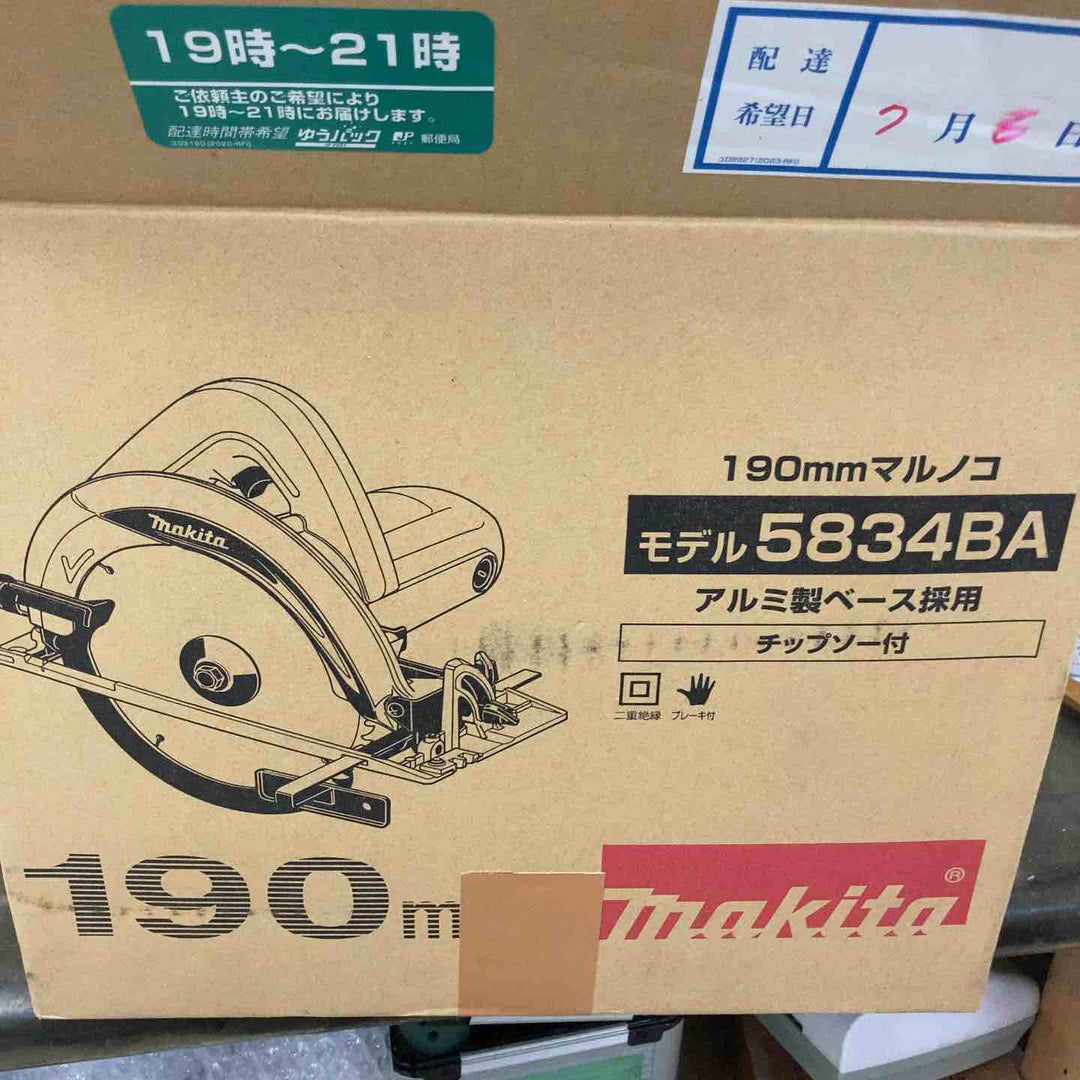 19時～21時
ご依頼主のご希望により
19時～21時にお届けします。
配達時間帯希望 ゆうパック JP 郵便局
配達
希望日
7月6日
makita
190mmマルノコ
モデル 5834BA
アルミ製ベース採用
チップソー付
二重絶縁 ブレーキ付
190m
makita®